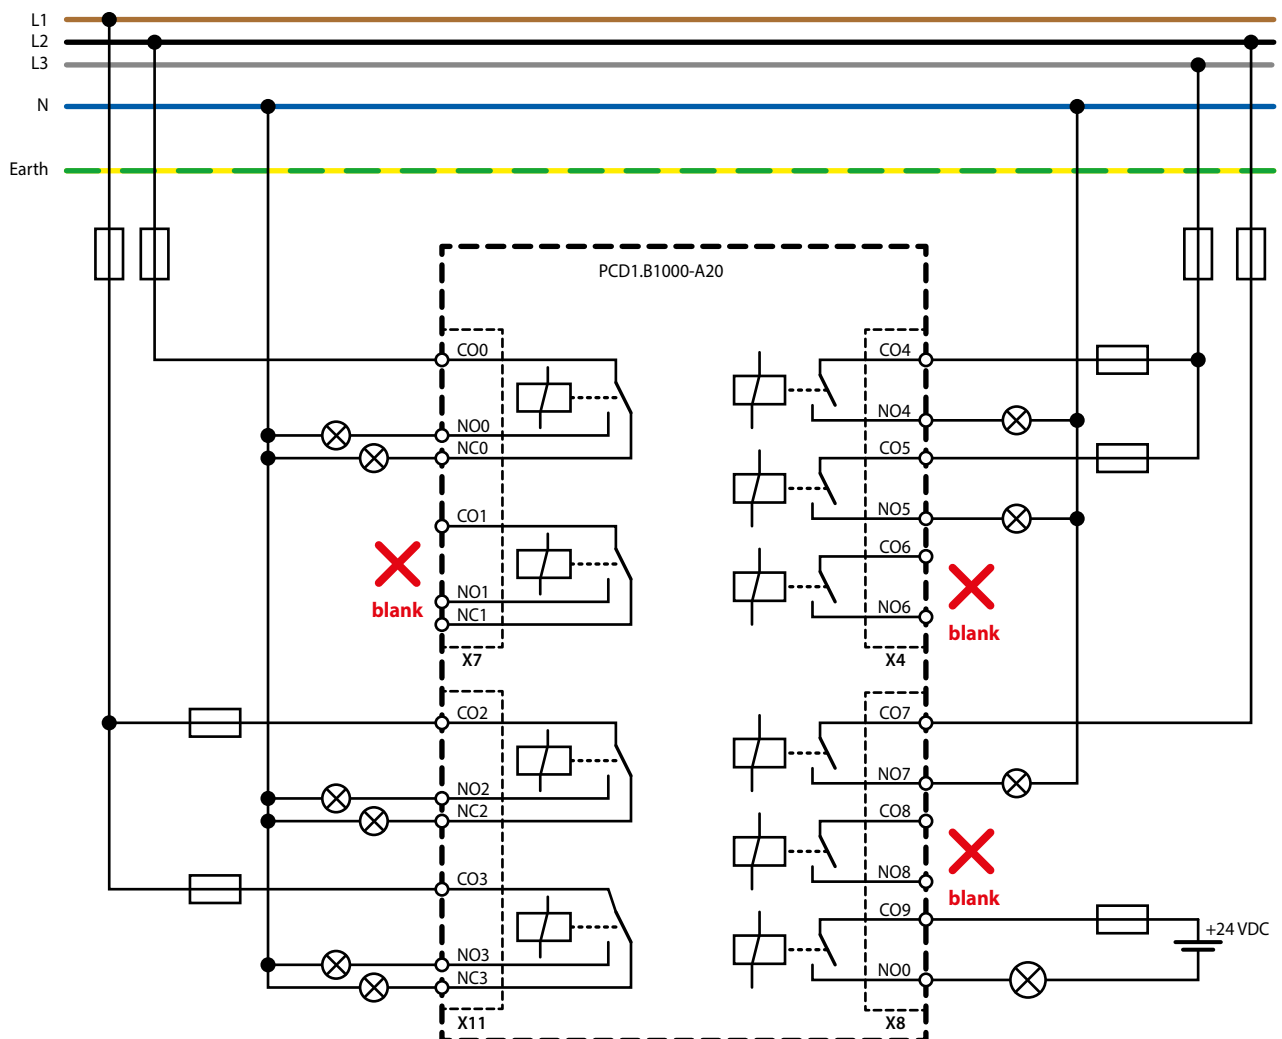 L1
L2
L3
N
Earth
PCD1.B1000-A20
CO0
NO0
NC0
CO1
NO1
NC1
blank
X7
CO2
NO2
NC2
CO3
NO3
NC3
X11
CO4
NO4
CO5
NO5
CO6
NO6
blank
X4
CO7
NO7
CO8
NO8
blank
CO9
+24 VDC
NO0
X8